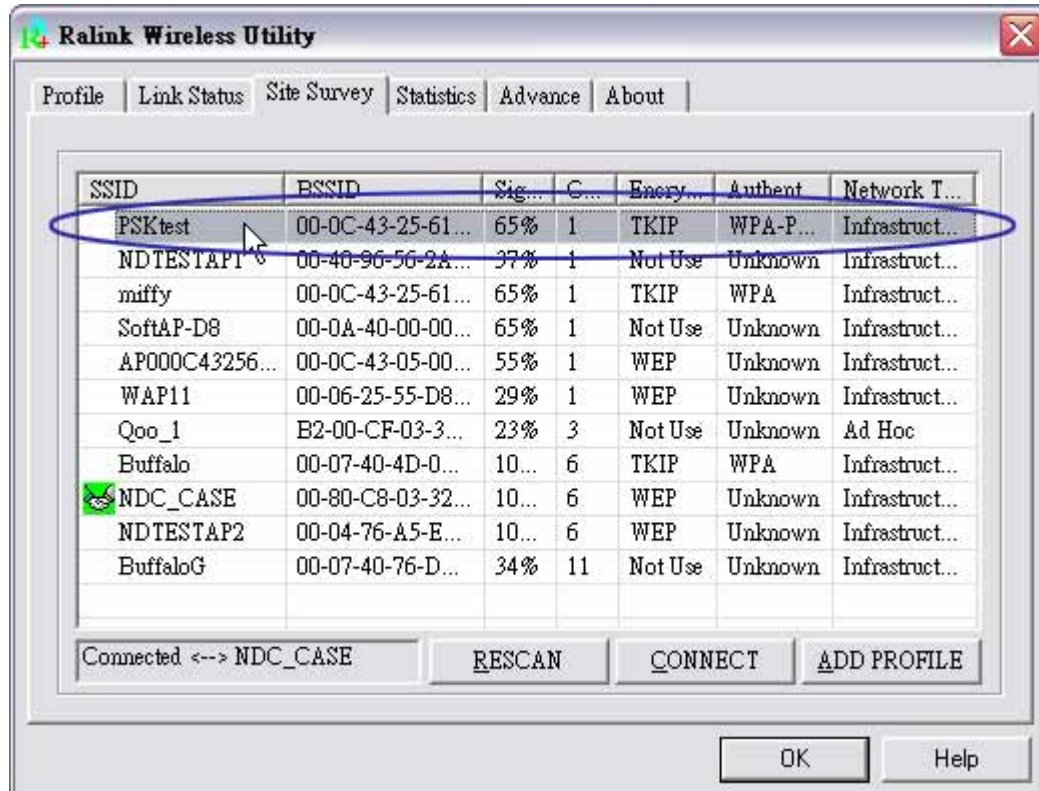 Ralink Wireless Utility
Profile Link Status Site Survey Statistics Advance About
SSID BSSID Sig... C... Encry... Authent Network T...
PSKtest 00-0C-43-25-61... 65% 1 TKIP WPA-P... Infrastruct...
NDTESTAP1 00-40-96-56-2A... 37% 1 Not Use Unknown Infrastruct...
miffy 00-0C-43-25-61... 65% 1 TKIP WPA Infrastruct...
SoftAP-D8 00-0A-40-00-00... 65% 1 Not Use Unknown Infrastruct...
AP000C43256... 00-0C-43-05-00... 55% 1 WEP Unknown Infrastruct...
WAP11 00-06-25-55-D8... 29% 1 WEP Unknown Infrastruct...
Qoo_1 B2-00-CF-03-3... 23% 3 Not Use Unknown Ad Hoc
Buffalo 00-07-40-4D-0... 10... 6 TKIP WPA Infrastruct...
NDC_CASE 00-80-C8-03-32... 10... 6 WEP Unknown Infrastruct...
NDTESTAP2 00-04-76-A5-E... 10... 6 WEP Unknown Infrastruct...
BuffaloG 00-07-40-76-D... 34% 11 Not Use Unknown Infrastruct...
Connected <--> NDC_CASE RESCAN CONNECT ADD PROFILE
OK Help